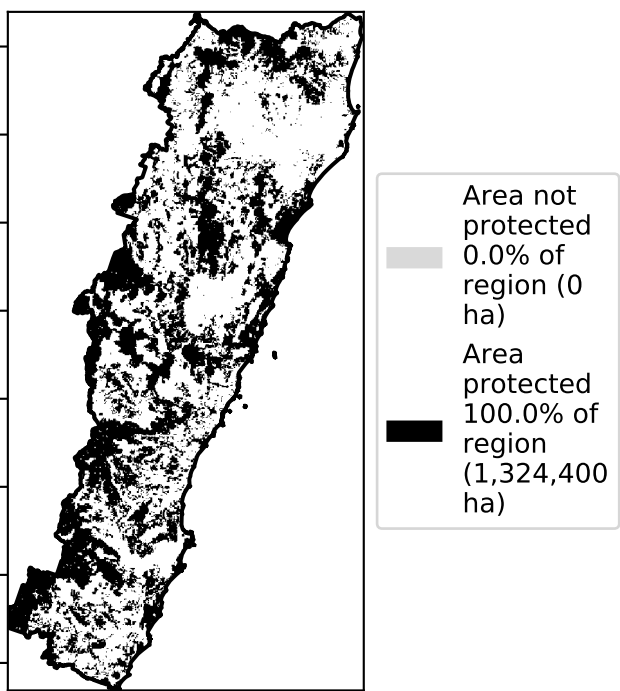 Area not
protected
0.0% of
region (0
ha)
Area
protected
100.0% of
region
(1,324,400
ha)